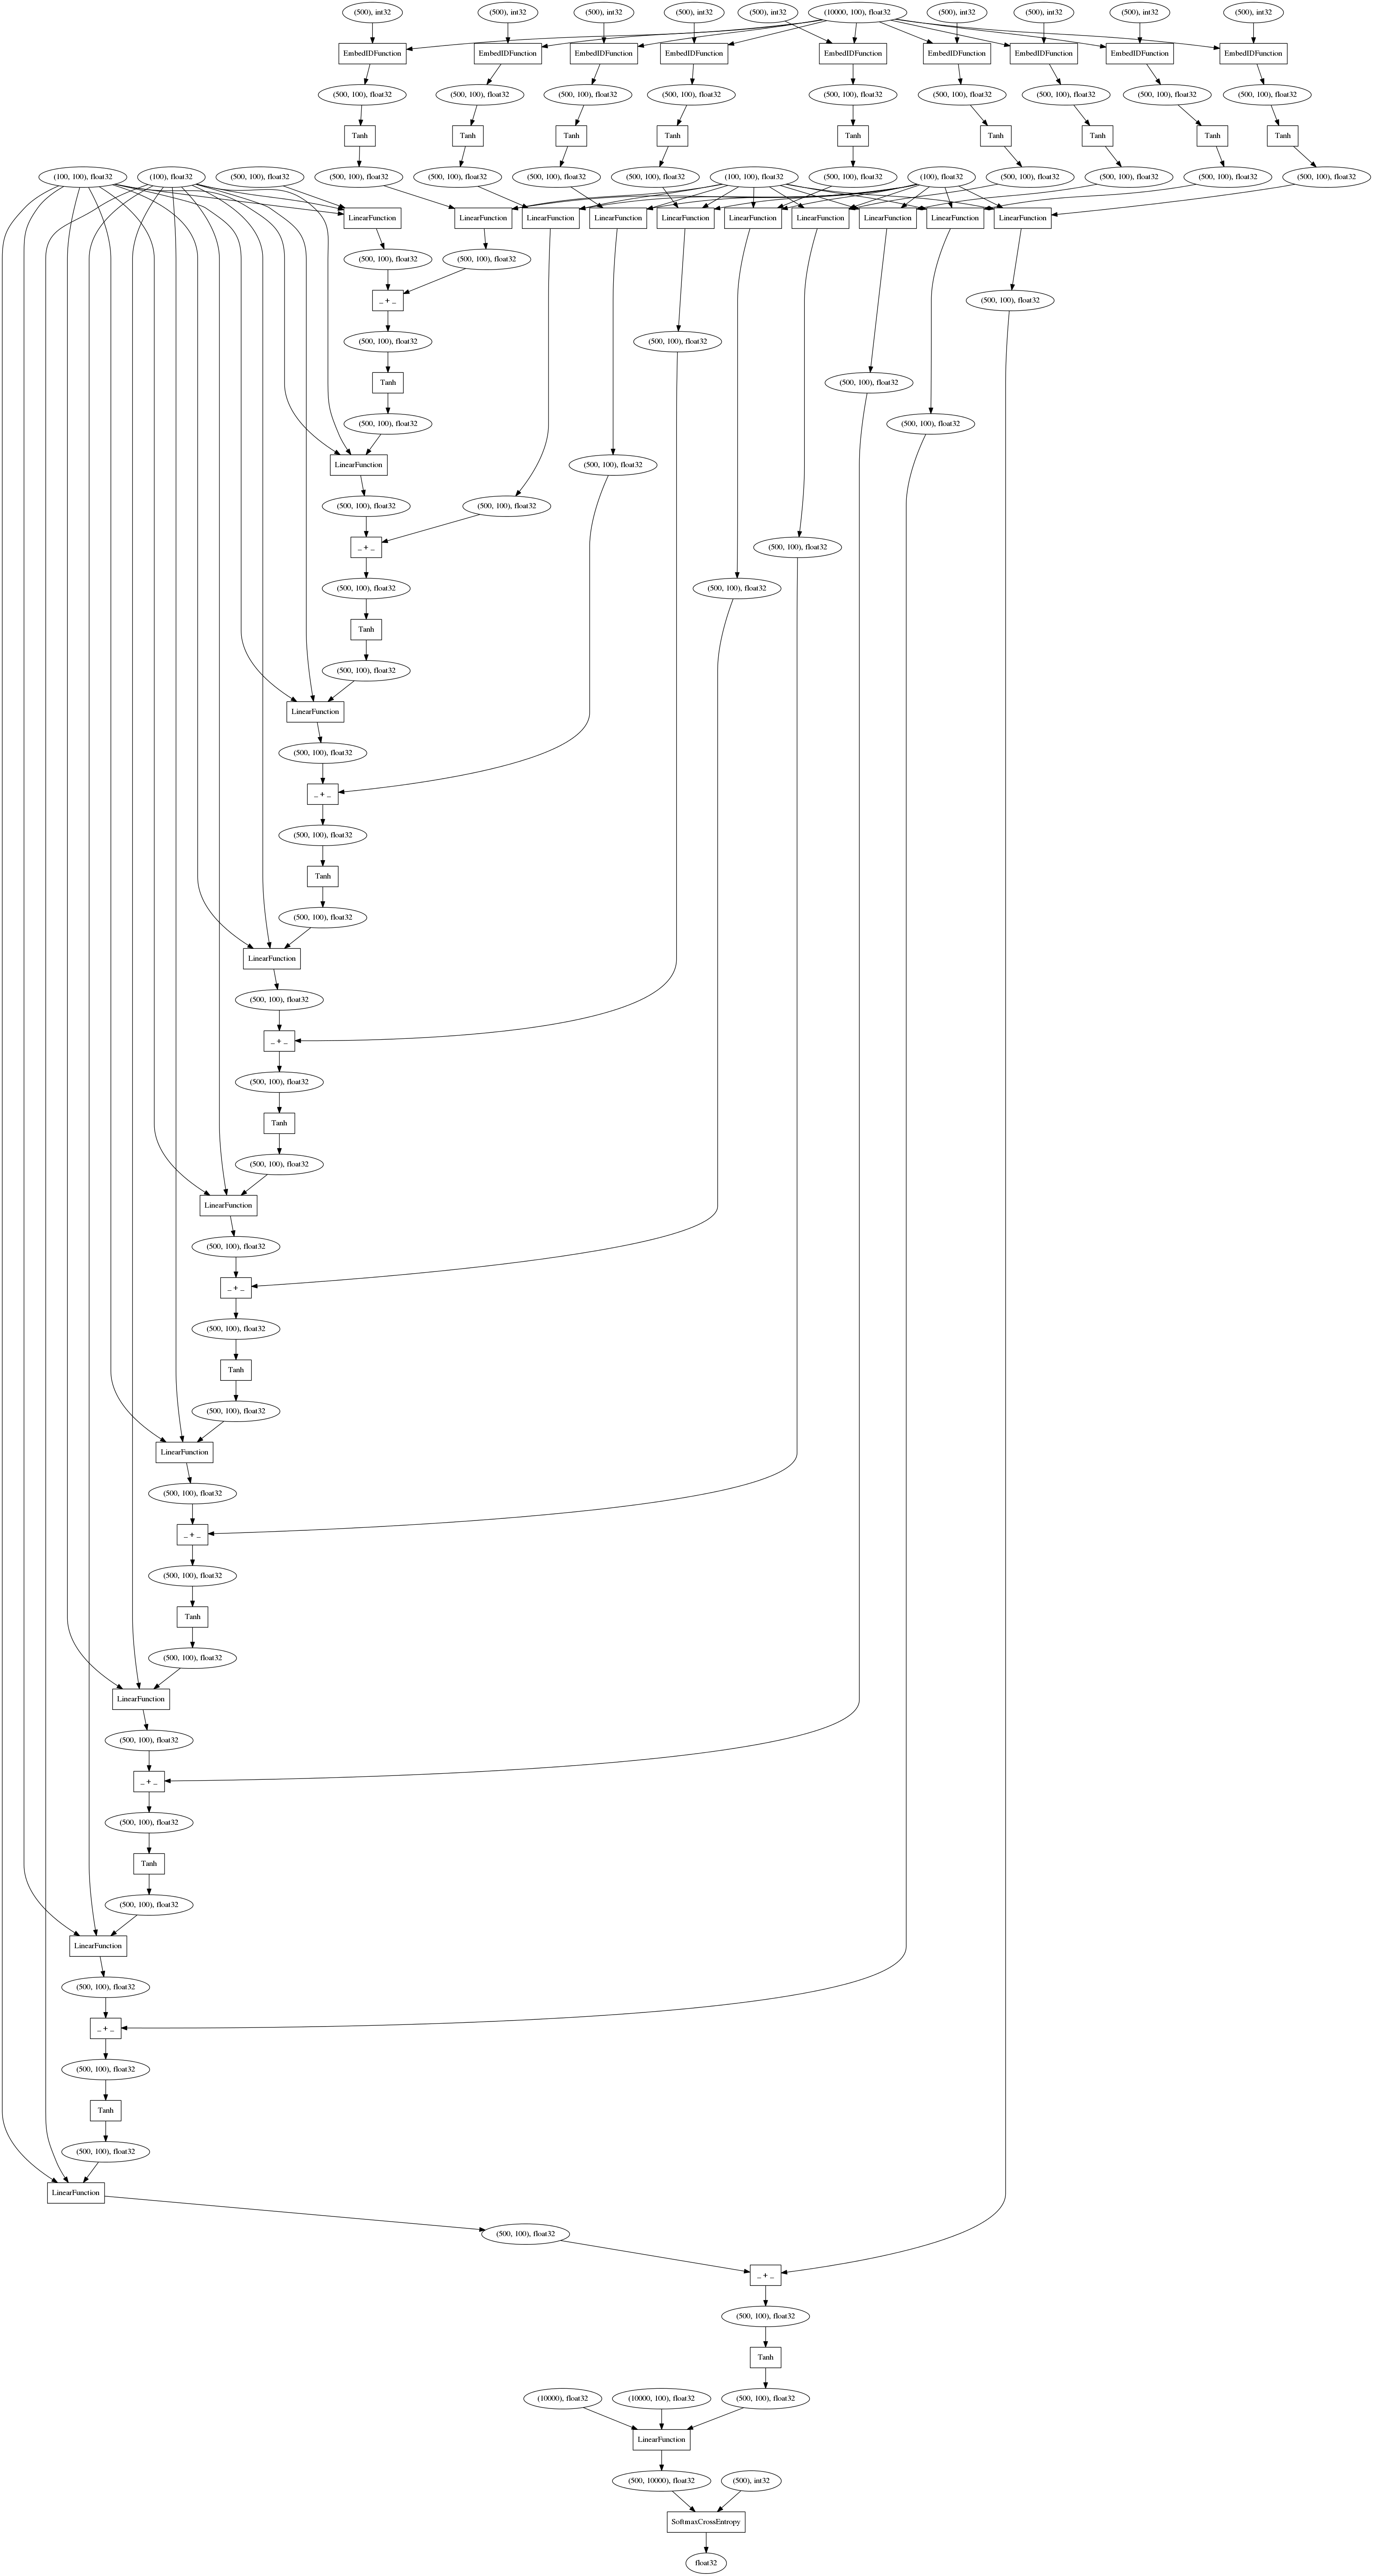 (500), int32
(500), int32
(500), int32
(500), int32
(500), int32
(10000, 100), float32
(500), int32
(500), int32
(500), int32
(500), int32
EmbedIDFunction
EmbedIDFunction
EmbedIDFunction
EmbedIDFunction
EmbedIDFunction
EmbedIDFunction
EmbedIDFunction
EmbedIDFunction
EmbedIDFunction
(500, 100), float32
(500, 100), float32
(500, 100), float32
(500, 100), float32
(500, 100), float32
(500, 100), float32
(500, 100), float32
(500, 100), float32
(500, 100), float32
Tanh
Tanh
Tanh
Tanh
Tanh
Tanh
Tanh
Tanh
Tanh
(100, 100), float32
(100), float32
(500, 100), float32
(500, 100), float32
(500, 100), float32
(500, 100), float32
(500, 100), float32
(100, 100), float32
(500, 100), float32
(100), float32
(500, 100), float32
(500, 100), float32
(500, 100), float32
(500, 100), float32
LinearFunction
LinearFunction
LinearFunction
LinearFunction
LinearFunction
LinearFunction
LinearFunction
LinearFunction
LinearFunction
LinearFunction
(500, 100), float32
(500, 100), float32
_ + _
(500, 100), float32
(500, 100), float32
(500, 100), float32
Tanh
(500, 100), float32
(500, 100), float32
(500, 100), float32
LinearFunction
(500, 100), float32
(500, 100), float32
(500, 100), float32
_ + _
(500, 100), float32
(500, 100), float32
(500, 100), float32
Tanh
(500, 100), float32
LinearFunction
(500, 100), float32
_ + _
(500, 100), float32
Tanh
(500, 100), float32
LinearFunction
(500, 100), float32
_ + _
(500, 100), float32
Tanh
(500, 100), float32
LinearFunction
(500, 100), float32
_ + _
(500, 100), float32
Tanh
(500, 100), float32
LinearFunction
(500, 100), float32
_ + _
(500, 100), float32
Tanh
(500, 100), float32
LinearFunction
(500, 100), float32
_ + _
(500, 100), float32
Tanh
(500, 100), float32
LinearFunction
(500, 100), float32
_ + _
(500, 100), float32
Tanh
(500, 100), float32
LinearFunction
(500, 100), float32
_ + _
(500, 100), float32
Tanh
(10000), float32
(10000, 100), float32
(500, 100), float32
LinearFunction
(500, 10000), float32
(500), int32
SoftmaxCrossEntropy
float32